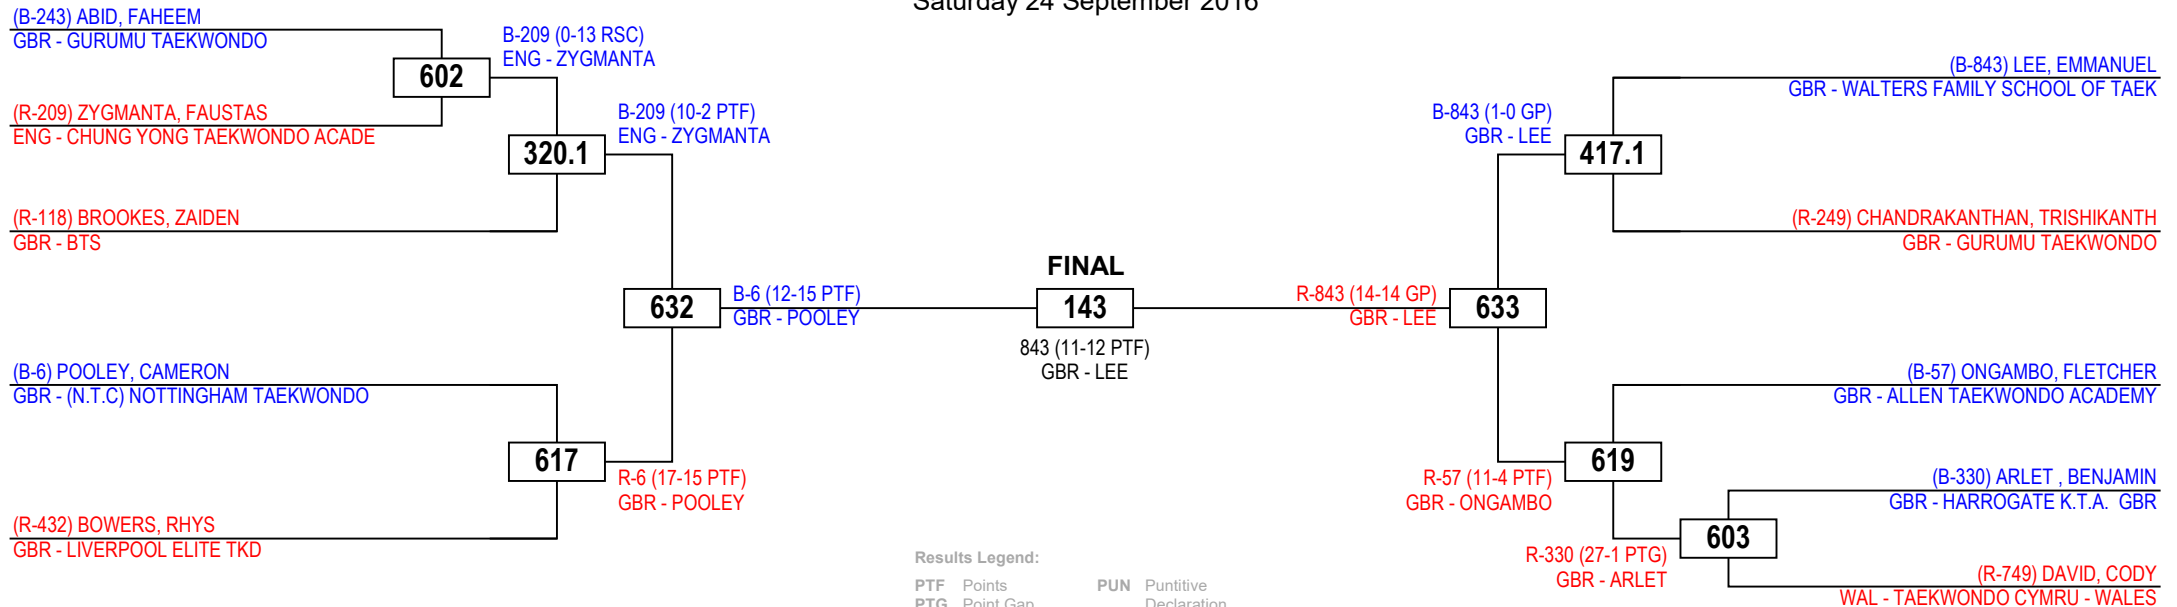 Saturday 24 September 2016
(B-243) ABID, FAHEEM
GBR - GURUMU TAEKWONDO
602
(R-209) ZYGMANTA, FAUSTAS
ENG - CHUNG YONG TAEKWONDO ACADE
B-209 (0-13 RSC)
ENG - ZYGMANTA
320.1
(R-118) BROOKES, ZAIDEN
GBR - BTS
B-209 (10-2 PTF)
ENG - ZYGMANTA
632
(B-6) POOLEY, CAMERON
GBR - (N.T.C) NOTTINGHAM TAEKWONDO
617
(R-432) BOWERS, RHYS
GBR - LIVERPOOL ELITE TKD
R-6 (17-15 PTF)
GBR - POOLEY
B-6 (12-15 PTF)
GBR - POOLEY
FINAL
143
843 (11-12 PTF)
GBR - LEE
R-843 (14-14 GP)
GBR - LEE
633
B-843 (1-0 GP)
GBR - LEE
417.1
(B-843) LEE, EMMANUEL
GBR - WALTERS FAMILY SCHOOL OF TAEK
(R-249) CHANDRAKANTHAN, TRISHIKANTH
GBR - GURUMU TAEKWONDO
R-57 (11-4 PTF)
GBR - ONGAMBO
619
(B-57) ONGAMBO, FLETCHER
GBR - ALLEN TAEKWONDO ACADEMY
(B-330) ARLET , BENJAMIN
GBR - HARROGATE K.T.A. GBR
603
R-330 (27-1 PTG)
GBR - ARLET
(R-749) DAVID, CODY
WAL - TAEKWONDO CYMRU - WALES
Results Legend:
PTF Points PUN Puntitive
PTG Point Gap Declaration